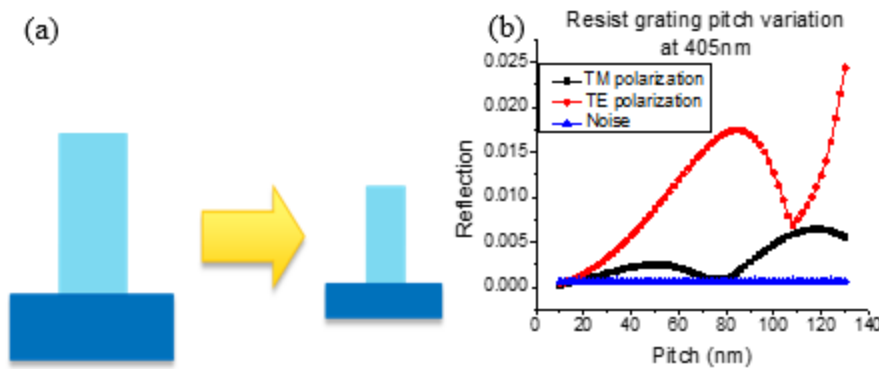 (a)
(b)
Resist grating pitch variation
at 405nm
TM polarization
TE polarization
Noise
0.025
0.020
0.015
0.010
0.005
0.000
Reflection
0 20 40 60 80 100 120 140
Pitch (nm)